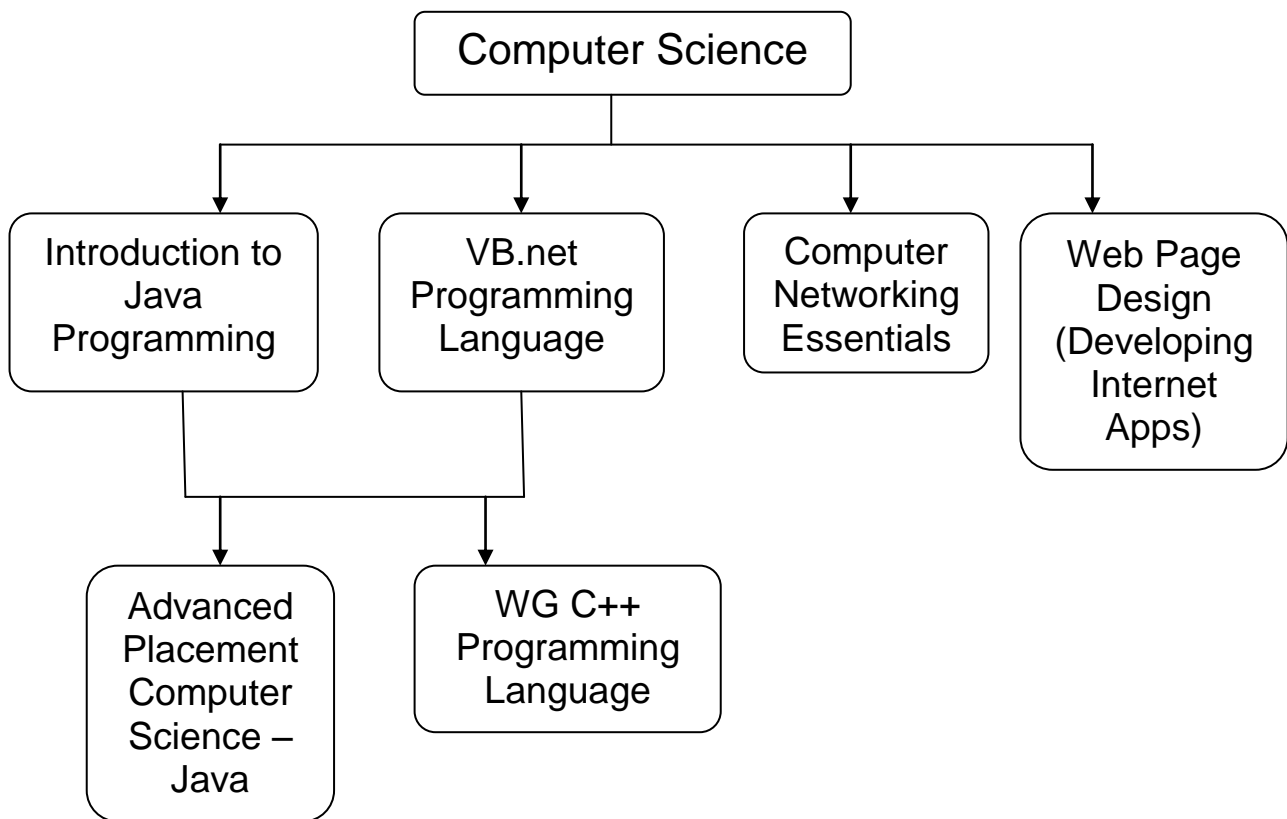 Computer Science
Introduction to
Java
Programming
VB.net
Programming
Language
Computer
Networking
Essentials
Web Page
Design
(Developing
Internet
Apps)
Advanced
Placement
Computer
Science –
Java
WG C++
Programming
Language